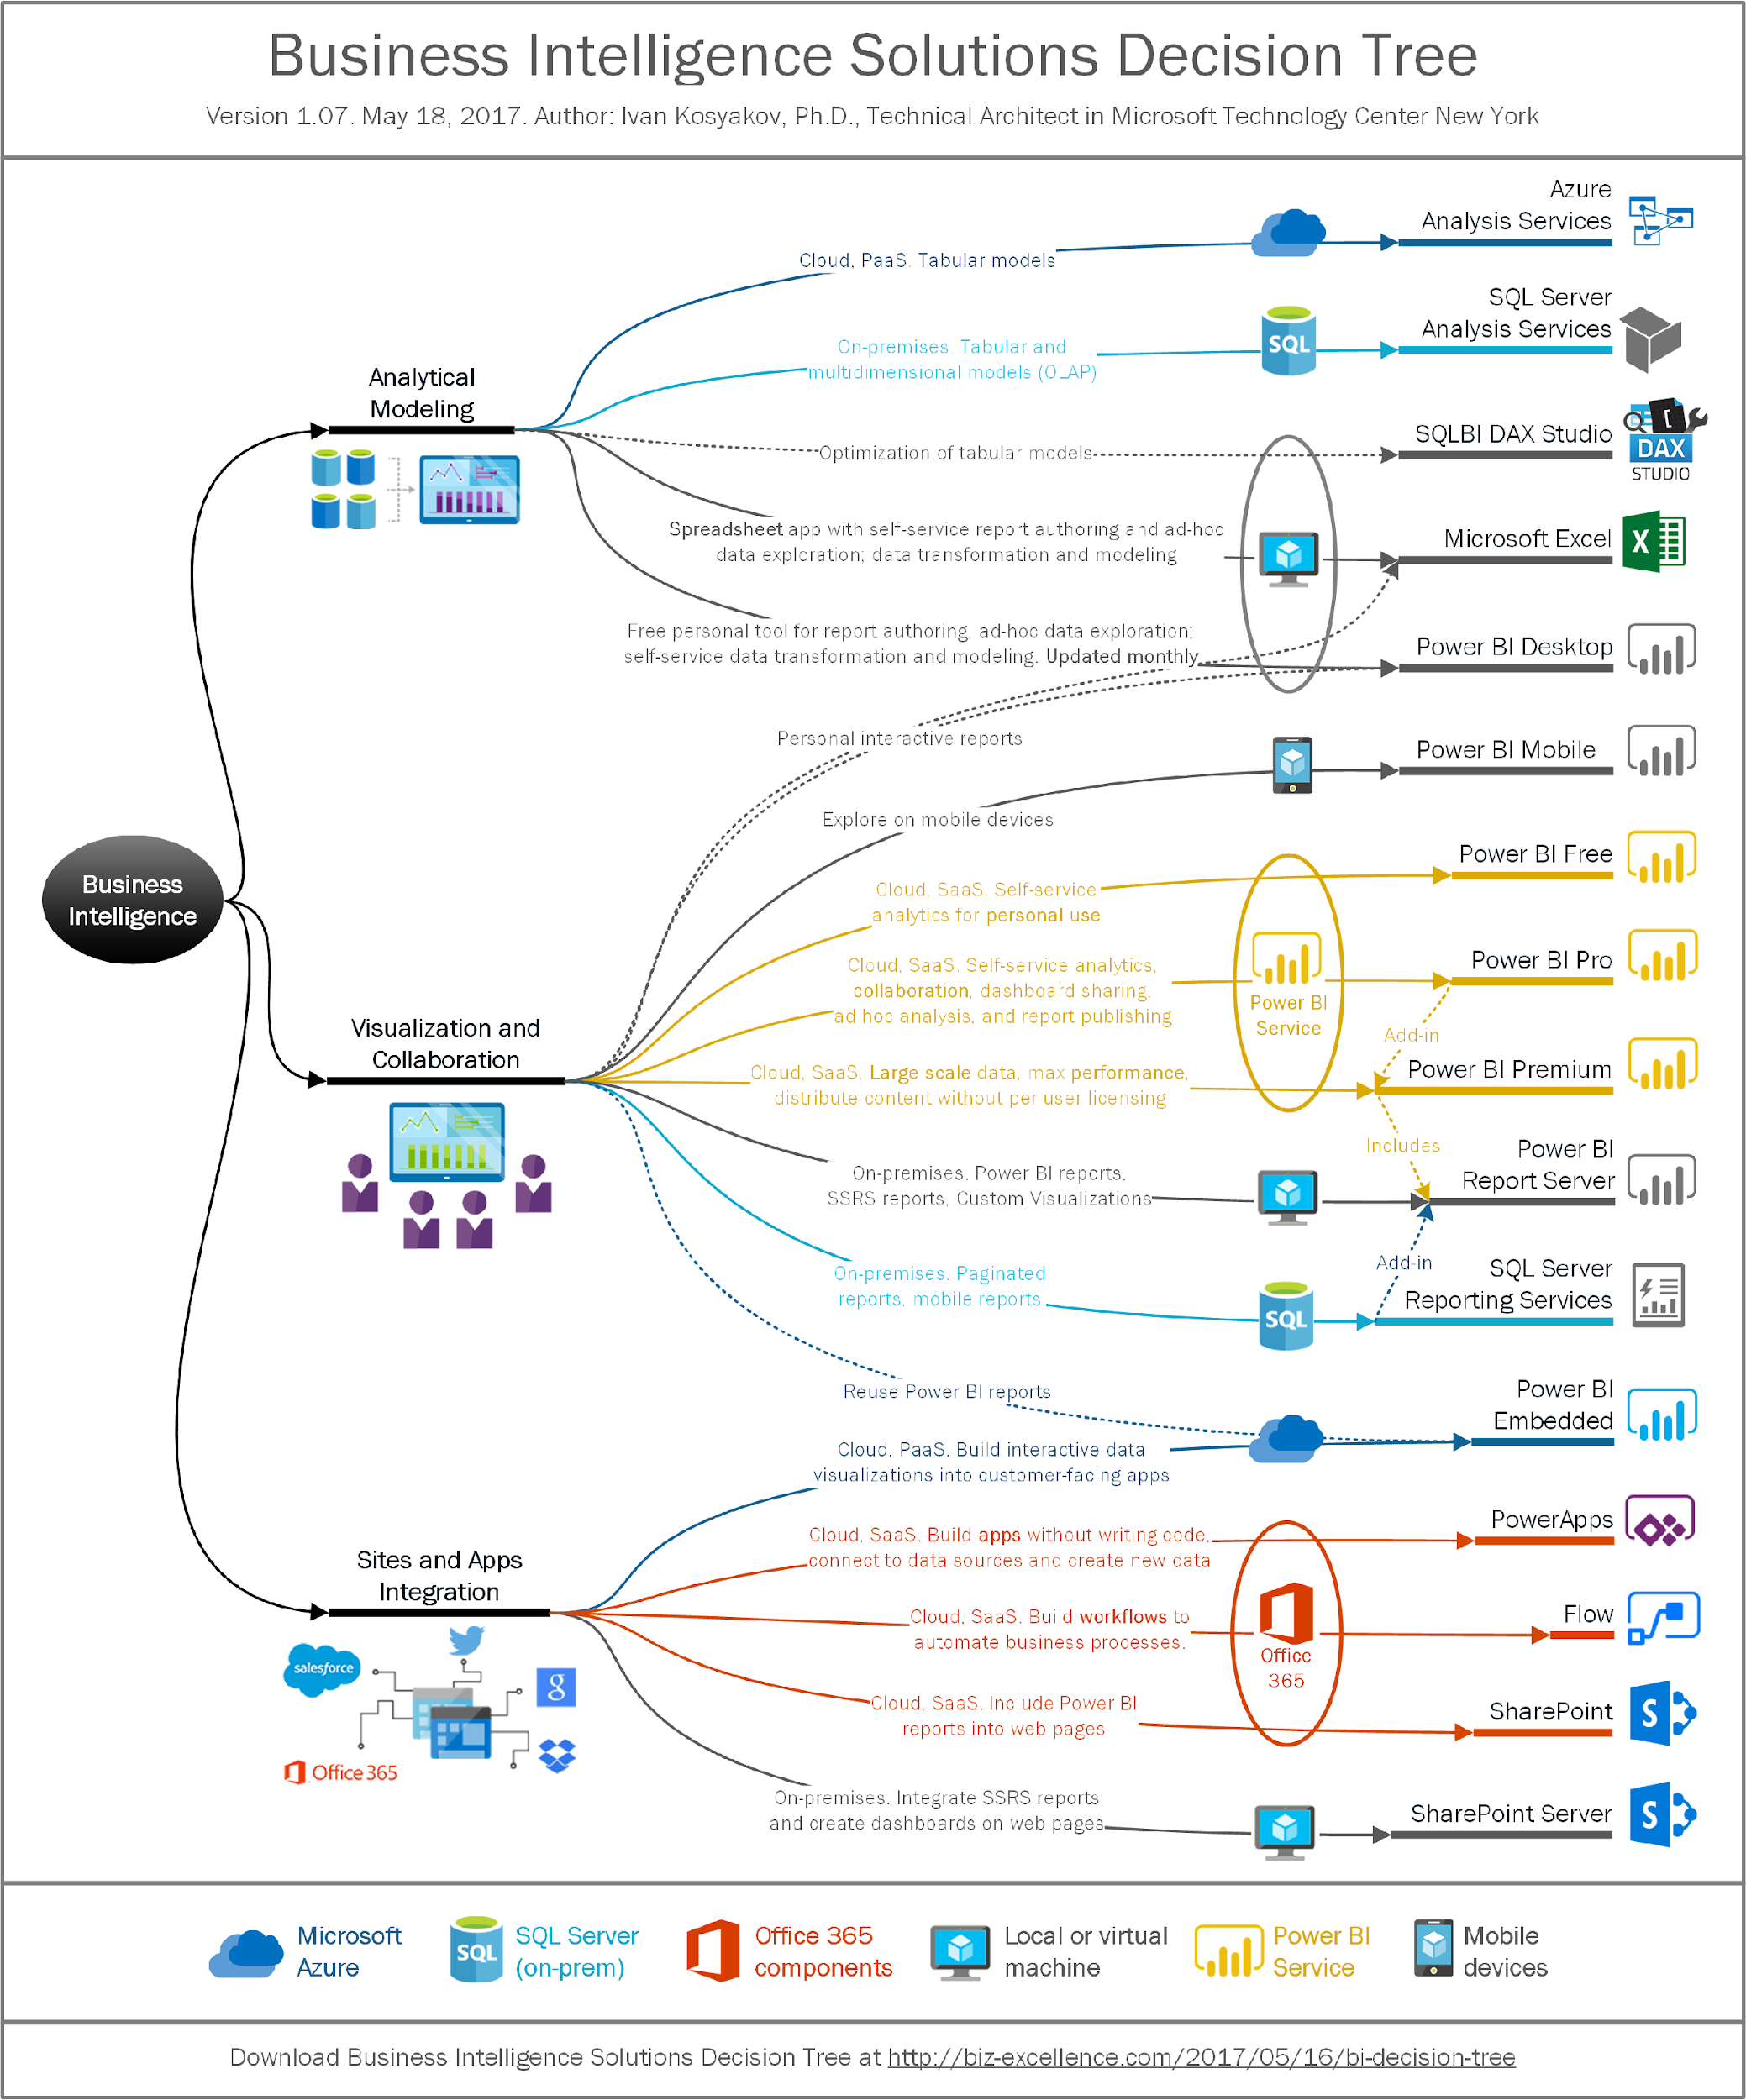 Business Intelligence Solutions Decision Tree
Version 1.07. May 18, 2017. Author: Ivan Kosyakov, Ph.D., Technical Architect in Microsoft Technology Center New York
Azure
Analysis Services
Cloud, PaaS. Tabular models
SQL Server
Analysis Services
On-premises. Tabular and
multidimensional models (OLAP)
SQL
Analytical
Modeling
SQLBI DAX Studio
DAX
STUDIO
Optimization of tabular models
Microsoft Excel
X
Spreadsheet app with self-service report authoring and ad-hoc
data exploration; data transformation and modeling
Power BI Desktop
Free personal tool for report authoring, ad-hoc data exploration;
self-service data transformation and modeling. Updated monthly
Personal interactive reports
Power BI Mobile
Explore on mobile devices
Business
Intelligence
Power BI Free
Cloud, SaaS. Self-service
analytics for personal use
Power BI Pro
Cloud, SaaS. Self-service analytics,
collaboration, dashboard sharing,
ad hoc analysis, and report publishing
Power BI
Service
Visualization and
Collaboration
Add-in
Power BI Premium
Cloud, SaaS. Large scale data, max performance,
distribute content without per user licensing
Includes
Power BI
Report Server
On-premises. Power BI reports,
SSRS reports, Custom Visualizations
Add-in
SQL Server
Reporting Services
On-premises. Paginated
reports, mobile reports
SQL
Reuse Power BI reports
Power BI
Embedded
Cloud, PaaS. Build interactive data
visualizations into customer-facing apps
PowerApps
Cloud, SaaS. Build apps without writing code,
connect to data sources and create new data
Sites and Apps
Integration
Flow
Cloud, SaaS. Build workflows to
automate business processes.
Office
365
salesforce
g
Office 365
SharePoint
S
Cloud, SaaS. Include Power BI
reports into web pages
SharePoint Server
S
On-premises. Integrate SSRS reports
and create dashboards on web pages
Microsoft
Azure
SQL
SQL Server
(on-prem)
Office 365
components
Local or virtual
machine
Power BI
Service
Mobile
devices
Download Business Intelligence Solutions Decision Tree at http://biz-excellence.com/2017/05/16/bi-decision-tree